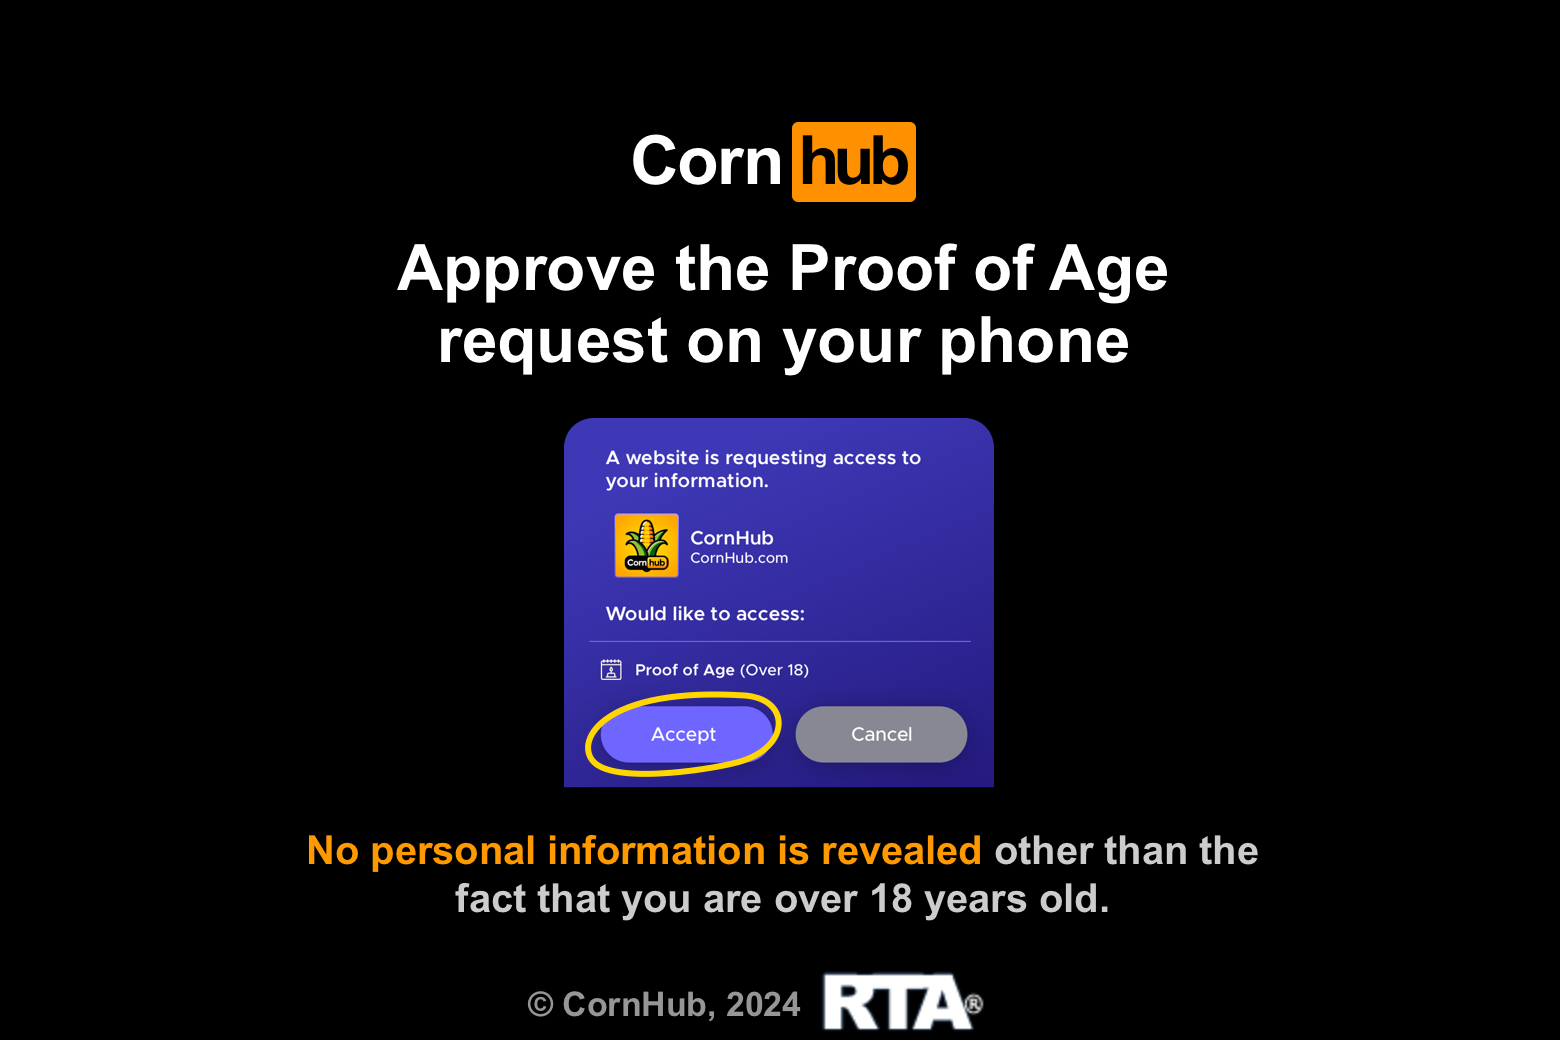 Corn hub
Approve the Proof of Age
request on your phone
A website is requesting access to
your information.
Corn hub
CornHub
CornHub.com
Would like to access:
Proof of Age (Over 18)
Accept Cancel
No personal information is revealed other than the
fact that you are over 18 years old.
© CornHub, 2024 RTA®